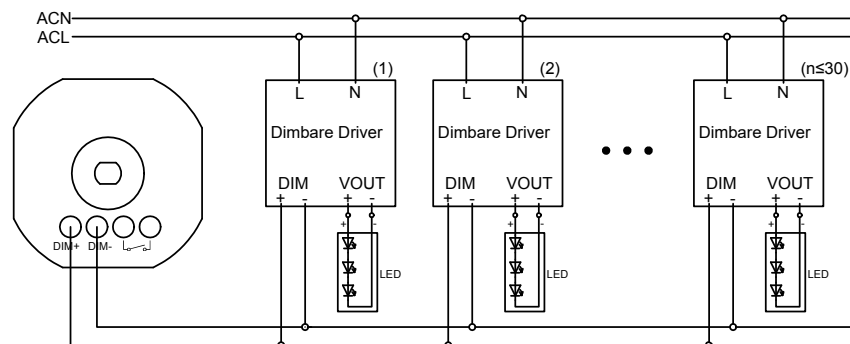 ACN
ACL
(1)
(2)
(n≤30)
L N
L N
L N
Dimbare Driver
Dimbare Driver
Dimbare Driver
DIM VOUT
DIM VOUT
DIM VOUT
+ - + -
+ - + -
+ - + -
DIM+ DIM-
+ -
+ -
+ -
LED
LED
LED